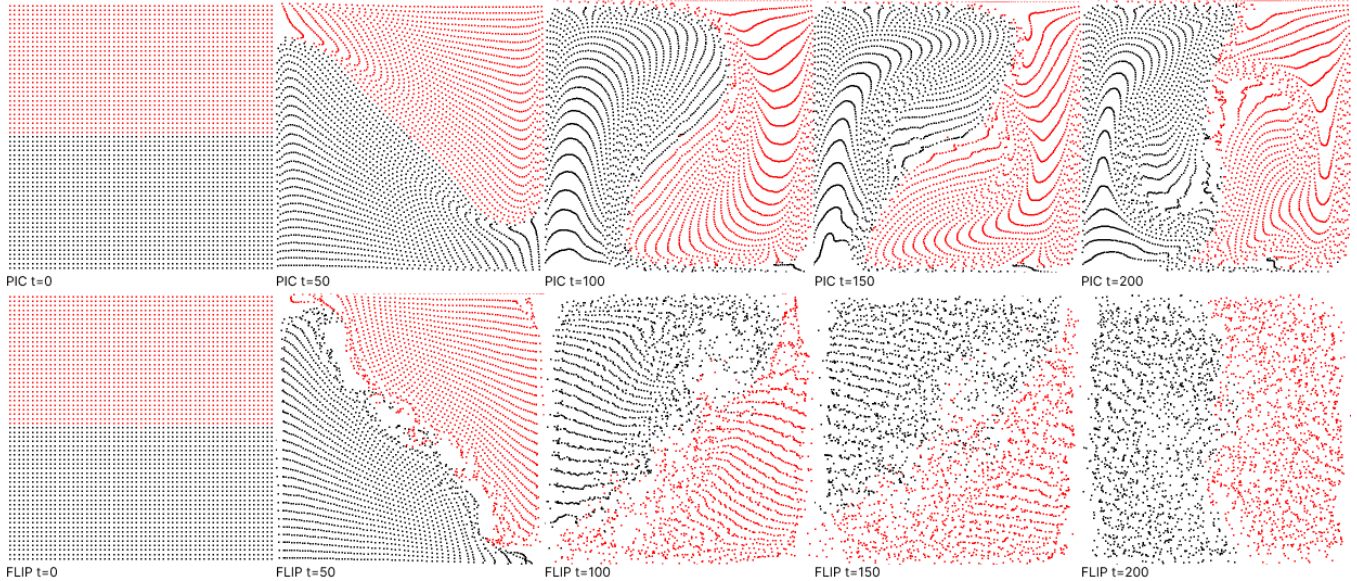 PIC t=0
PIC t=50
PIC t=100
PIC t=150
PIC t=200
FLIP t=0
FLIP t=50
FLIP t=100
FLIP t=150
FLIP t=200